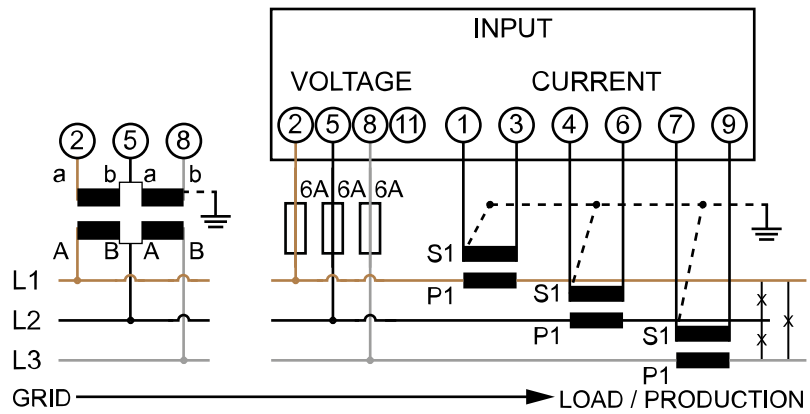 INPUT
VOLTAGE CURRENT
2 5 8 11 1 3 4 6 7 9
2 5 8
a b a b
6A 6A 6A
A B A B
S1
L1
P1 S1
L2
P1 S1
L3
P1
GRID LOAD / PRODUCTION